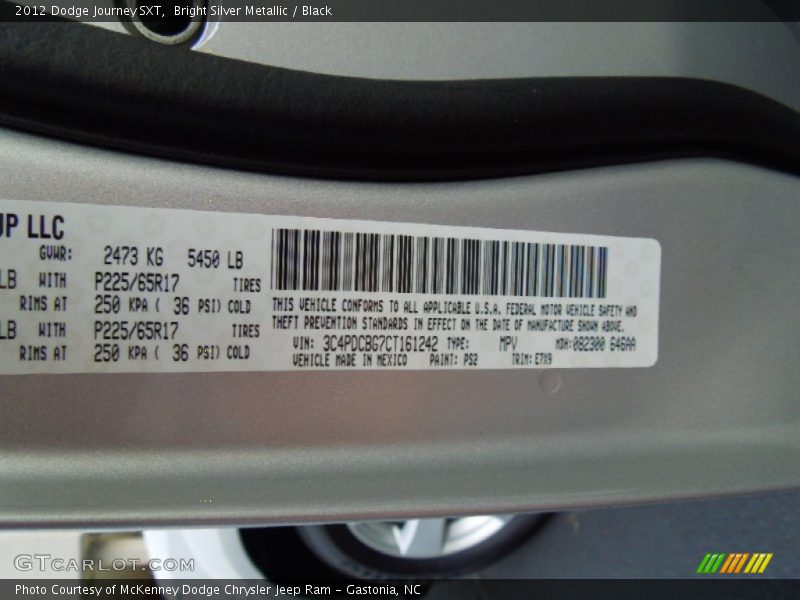 2012 Dodge Journey SXT, Bright Silver Metallic / Black
UP LLC
GVWR: 2473 KG 5450 LB
LB WITH P225/65R17 TIRES
RIMS AT 250 KPA ( 36 PSI) COLD
LB WITH P225/65R17 TIRES
RIMS AT 250 KPA ( 36 PSI) COLD
THIS VEHICLE CONFORMS TO ALL APPLICABLE U.S.A. FEDERAL MOTOR VEHICLE SAFETY AND
THEFT PREVENTION STANDARDS IN EFFECT ON THE DATE OF MANUFACTURE SHOWN ABOVE.
VIN: 3C4PDCBG7CT161242 TYPE: MPV MDH: 082300 646AA
VEHICLE MADE IN MEXICO PAINT: PS2 TRIM: E7X9
GTCARLOT.COM
Photo Courtesy of McKenney Dodge Chrysler Jeep Ram - Gastonia, NC